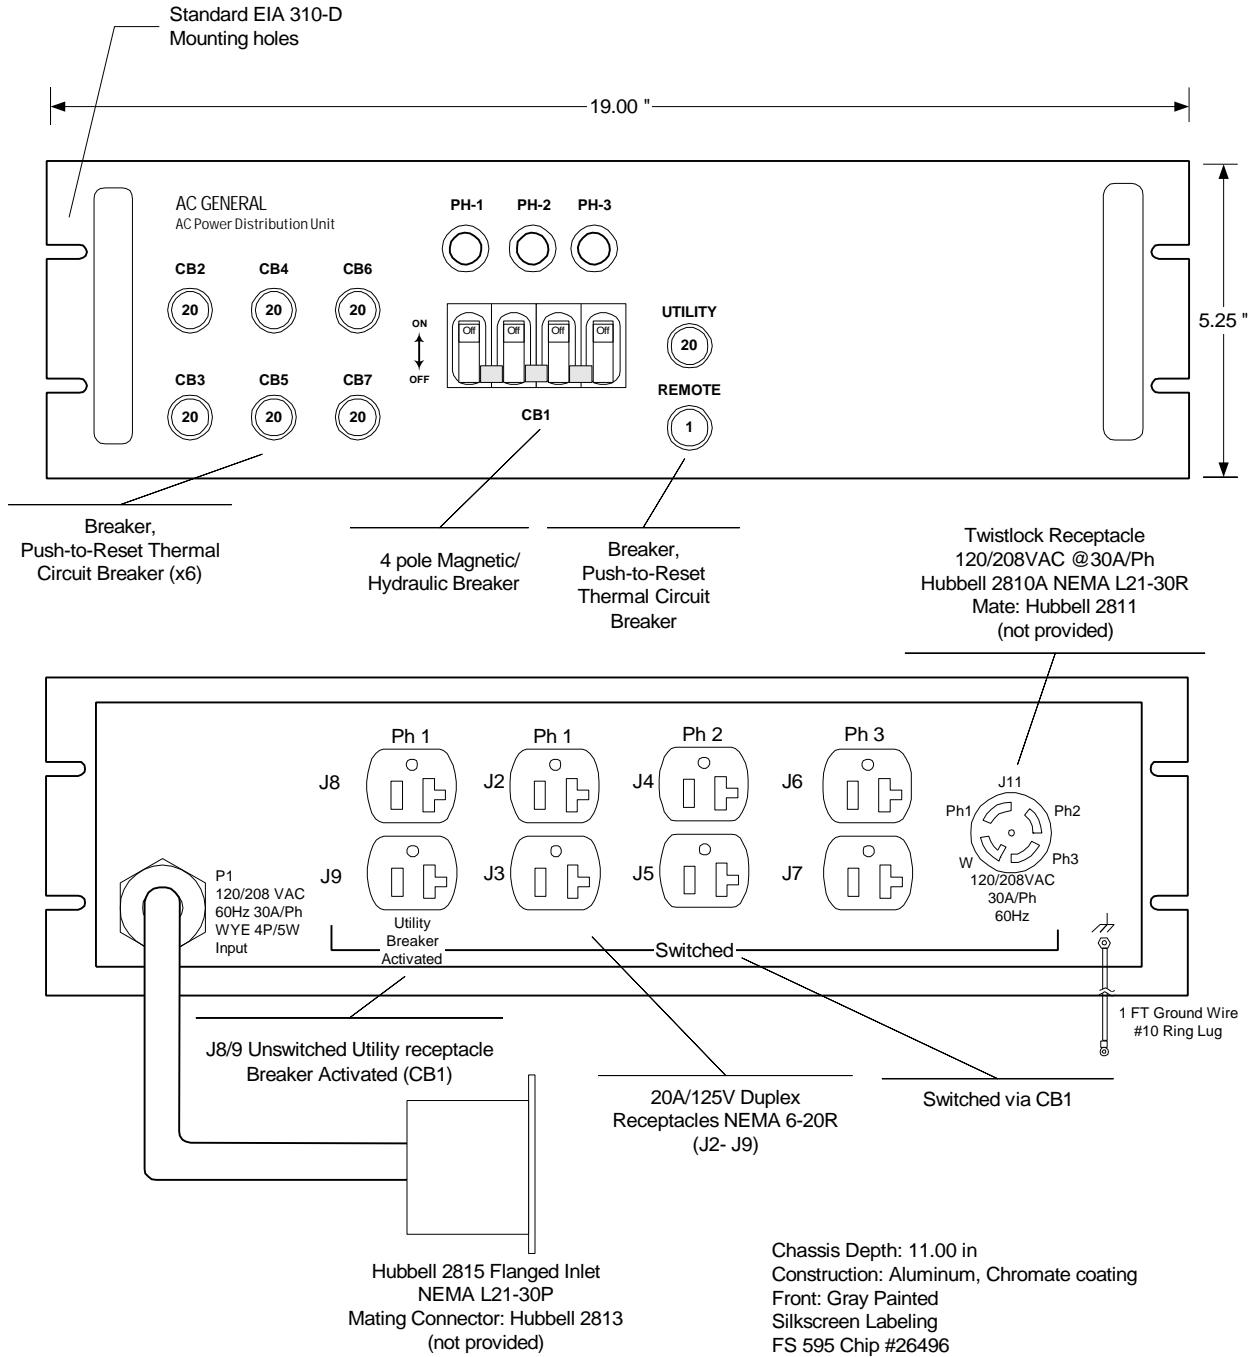 Standard EIA 310-D
Mounting holes
19.00 "
AC GENERAL
AC Power Distribution Unit
PH-1 PH-2 PH-3
CB2 CB4 CB6
20 20 20
ON
OFF
Off Off Off Off
UTILITY
20
5.25 "
CB3 CB5 CB7
20 20 20
CB1
REMOTE
1
Breaker,
Push-to-Reset Thermal
Circuit Breaker (x6)
4 pole Magnetic/
Hydraulic Breaker
Breaker,
Push-to-Reset
Thermal Circuit
Breaker
Twistlock Receptacle
120/208VAC @30A/Ph
Hubbell 2810A NEMA L21-30R
Mate: Hubbell 2811
(not provided)
Ph 1 Ph 1 Ph 2 Ph 3
J8 J2 J4 J6
J11
Ph1 Ph2
W Ph3
120/208VAC
30A/Ph
60Hz
J9 J3 J5 J7
P1
120/208 VAC
60Hz 30A/Ph
WYE 4P/5W
Input
Utility
Breaker
Activated
Switched
1 FT Ground Wire
#10 Ring Lug
J8/9 Unswitched Utility receptacle
Breaker Activated (CB1)
20A/125V Duplex
Receptacles NEMA 6-20R
(J2- J9)
Switched via CB1
Hubbell 2815 Flanged Inlet
NEMA L21-30P
Mating Connector: Hubbell 2813
(not provided)
Chassis Depth: 11.00 in
Construction: Aluminum, Chromate coating
Front: Gray Painted
Silkscreen Labeling
FS 595 Chip #26496